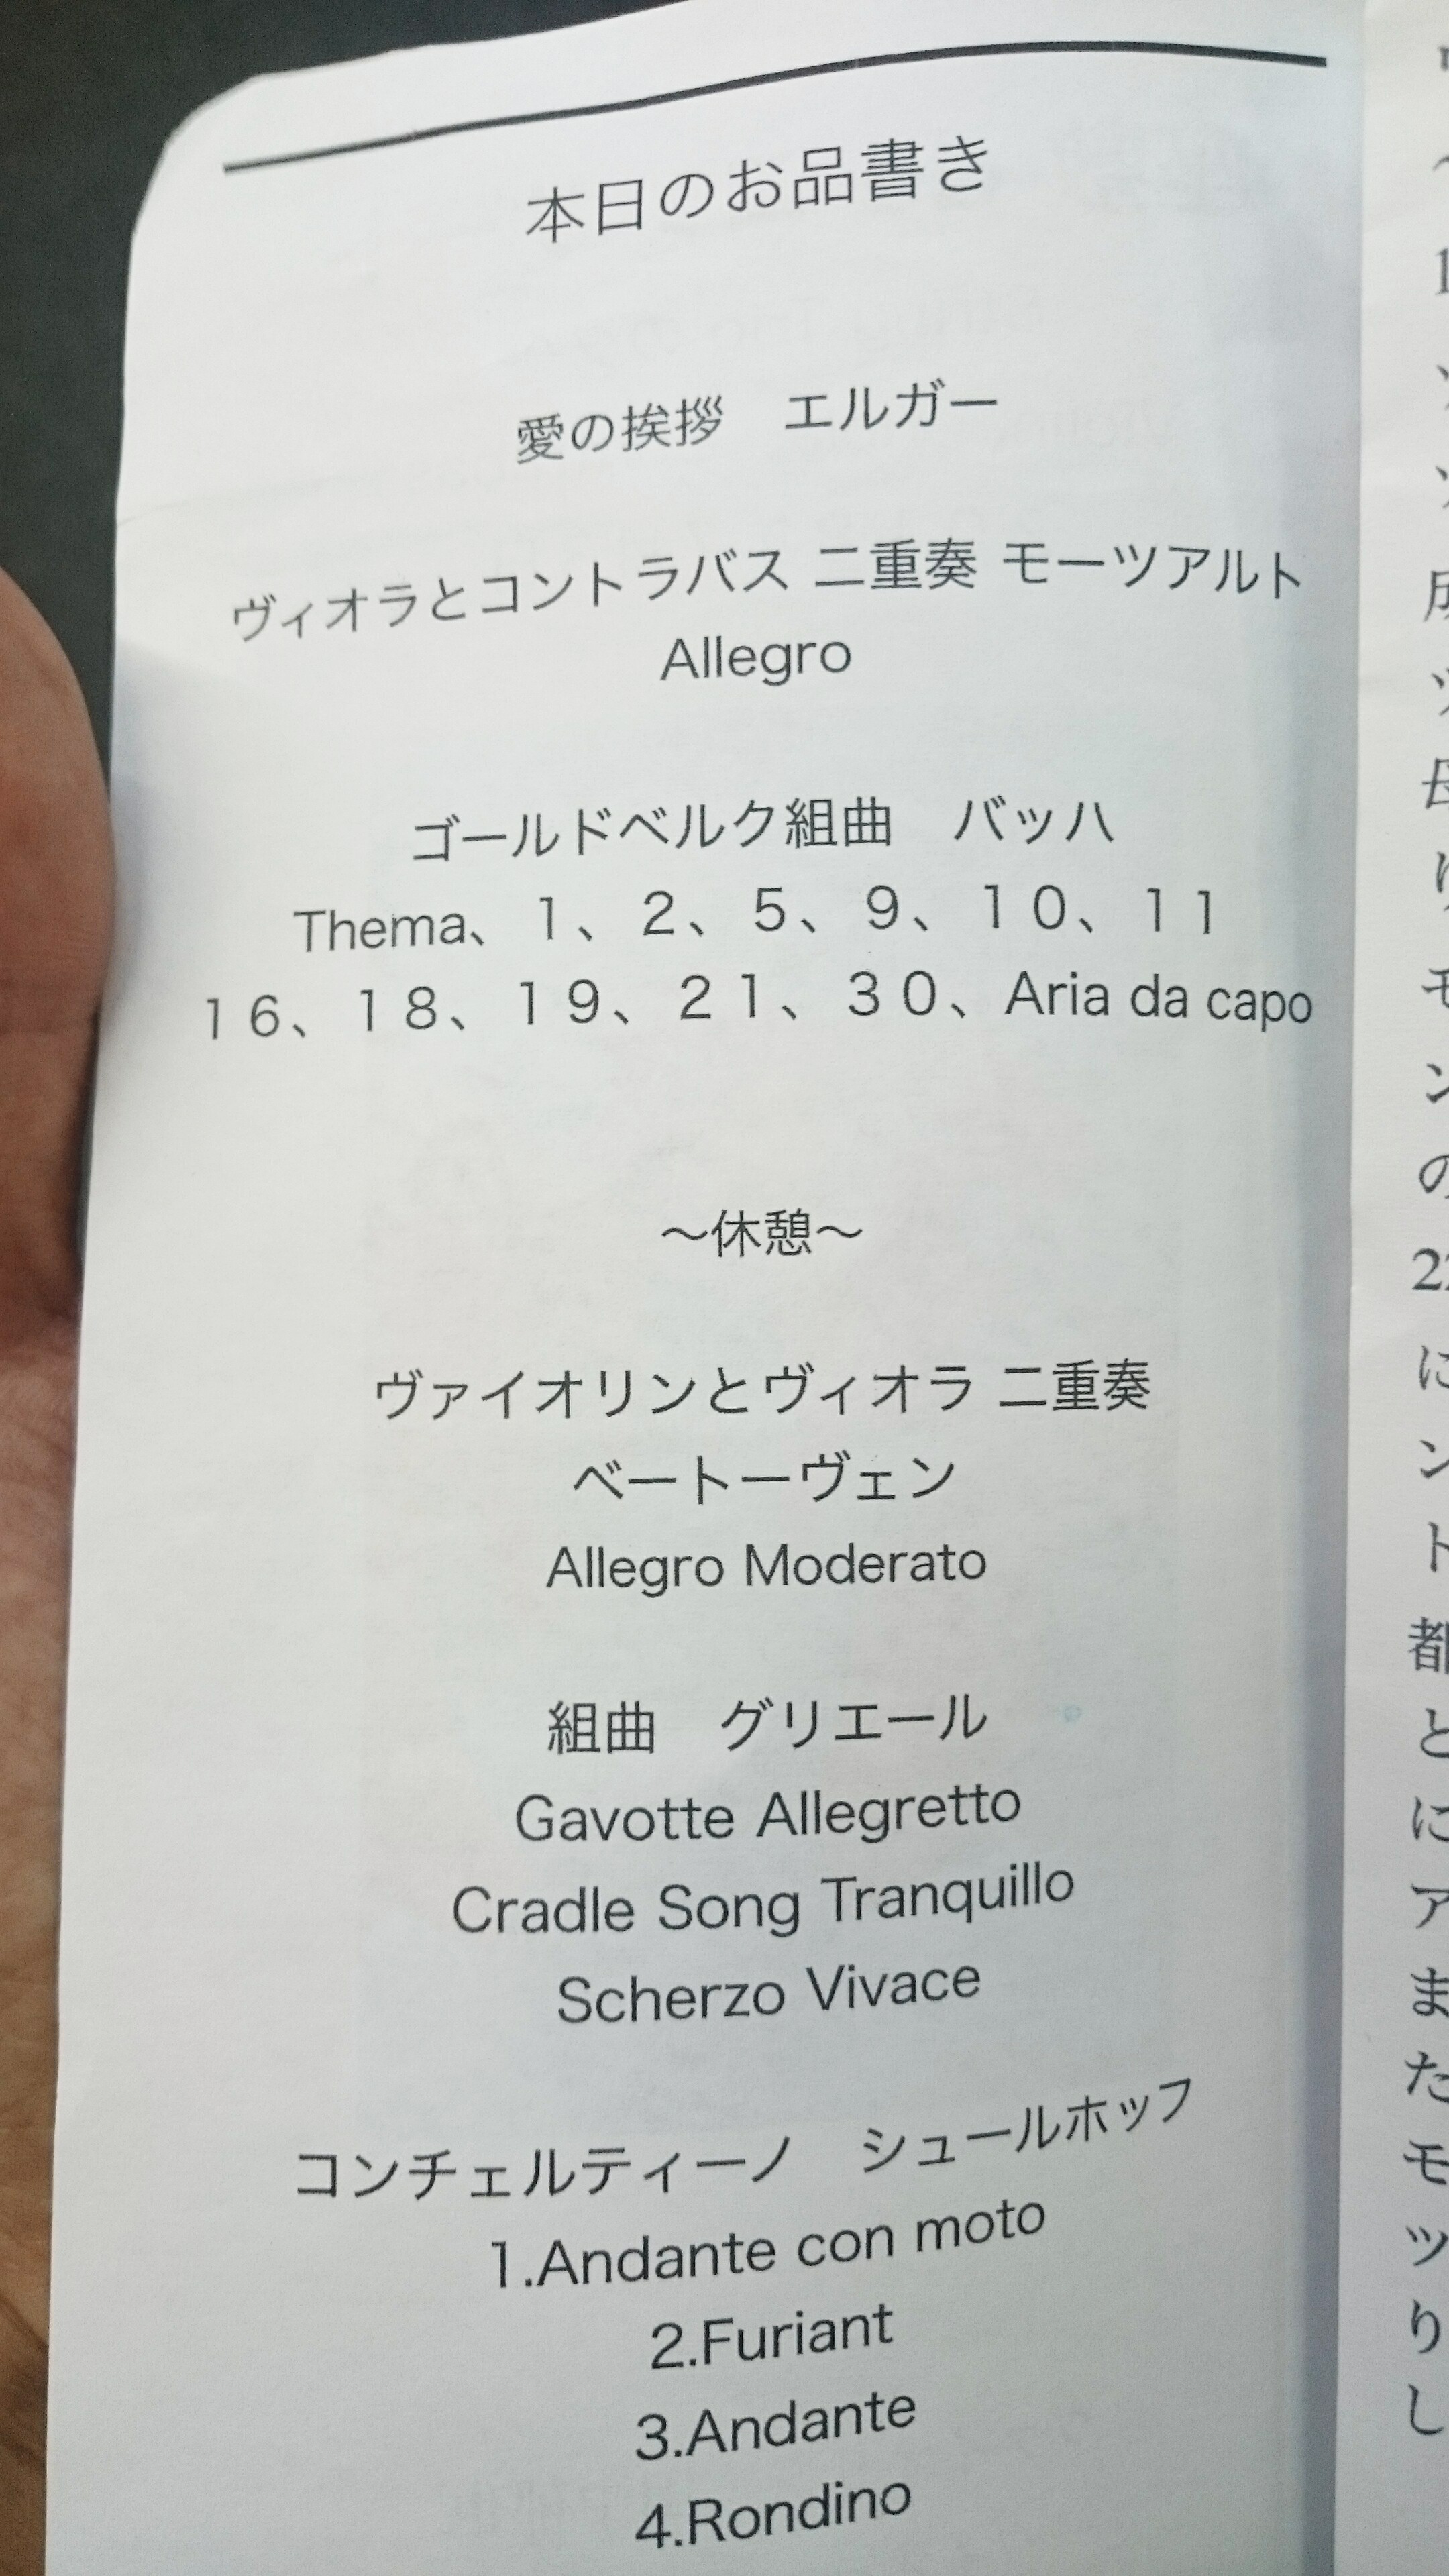 本日のお品書き
愛の挨拶　エルガー
ヴィオラとコントラバス 二重奏 モーツアルト
Allegro
ゴールドベルク組曲　バッハ
Thema、１、２、５、９、１０、１１
１６、１８、１９、２１、３０、Aria da capo
〜休憩〜
ヴァイオリンとヴィオラ 二重奏
ベートーヴェン
Allegro Moderato
組曲　グリエール
Gavotte Allegretto
Cradle Song Tranquillo
Scherzo Vivace
コンチェルティーノ　シュールホッフ
1.Andante con moto
2.Furiant
3.Andante
4.Rondino